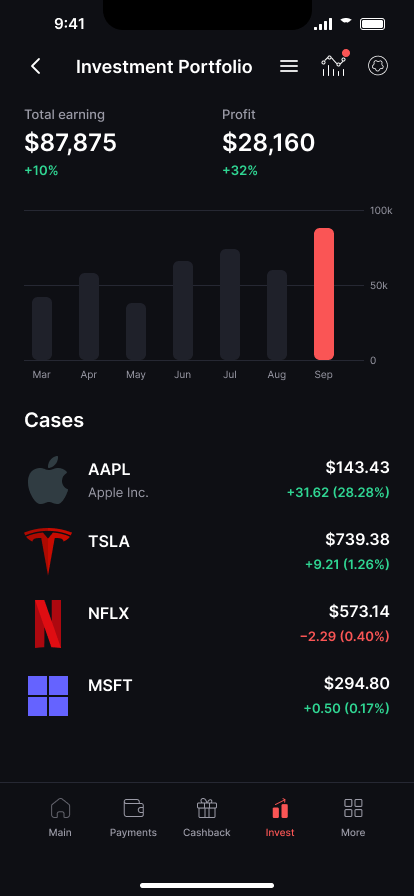 9:41
Investment Portfolio
Total earning
Profit
$87,875
$28,160
+10%
+32%
100k
50k
0
Mar Apr May Jun Jul Aug Sep
Cases
AAPL
$143.43
Apple Inc.
+31.62 (28.28%)
TSLA
$739.38
+9.21 (1.26%)
NFLX
$573.14
−2.29 (0.40%)
MSFT
$294.80
+0.50 (0.17%)
Main Payments Cashback Invest More